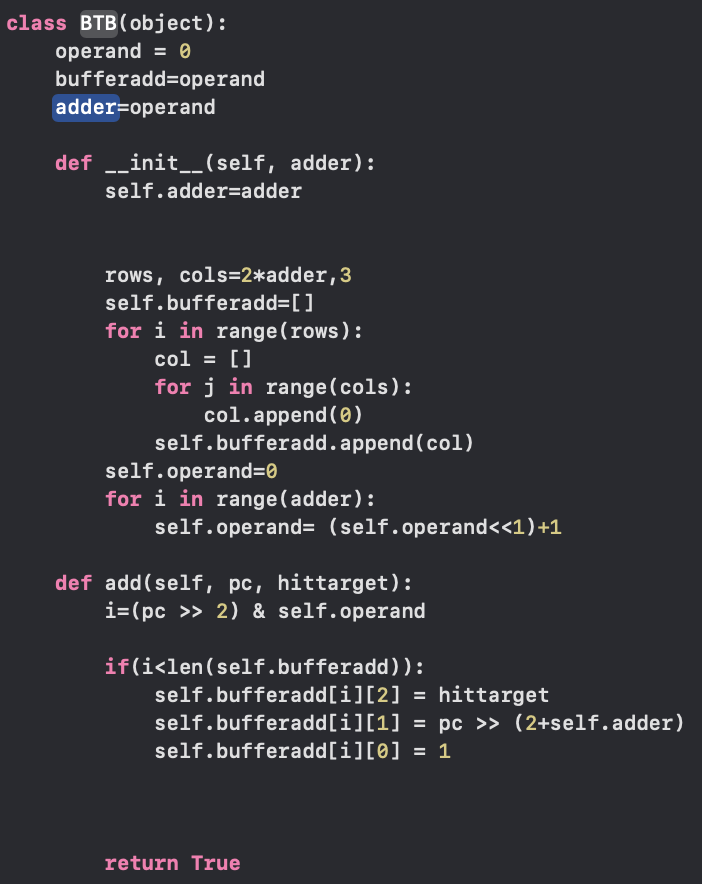 class BTB(object):
    operand = 0
    bufferadd=operand
    adder=operand
    def __init__(self, adder):
        self.adder=adder
        rows, cols=2*adder,3
        self.bufferadd=[]
        for i in range(rows):
            col = []
            for j in range(cols):
                col.append(0)
            self.bufferadd.append(col)
        self.operand=0
        for i in range(adder):
            self.operand= (self.operand<<1)+1
    def add(self, pc, hittarget):
        i=(pc >> 2) & self.operand
        if(i<len(self.bufferadd)):
            self.bufferadd[i][2] = hittarget
            self.bufferadd[i][1] = pc >> (2+self.adder)
            self.bufferadd[i][0] = 1
        return True